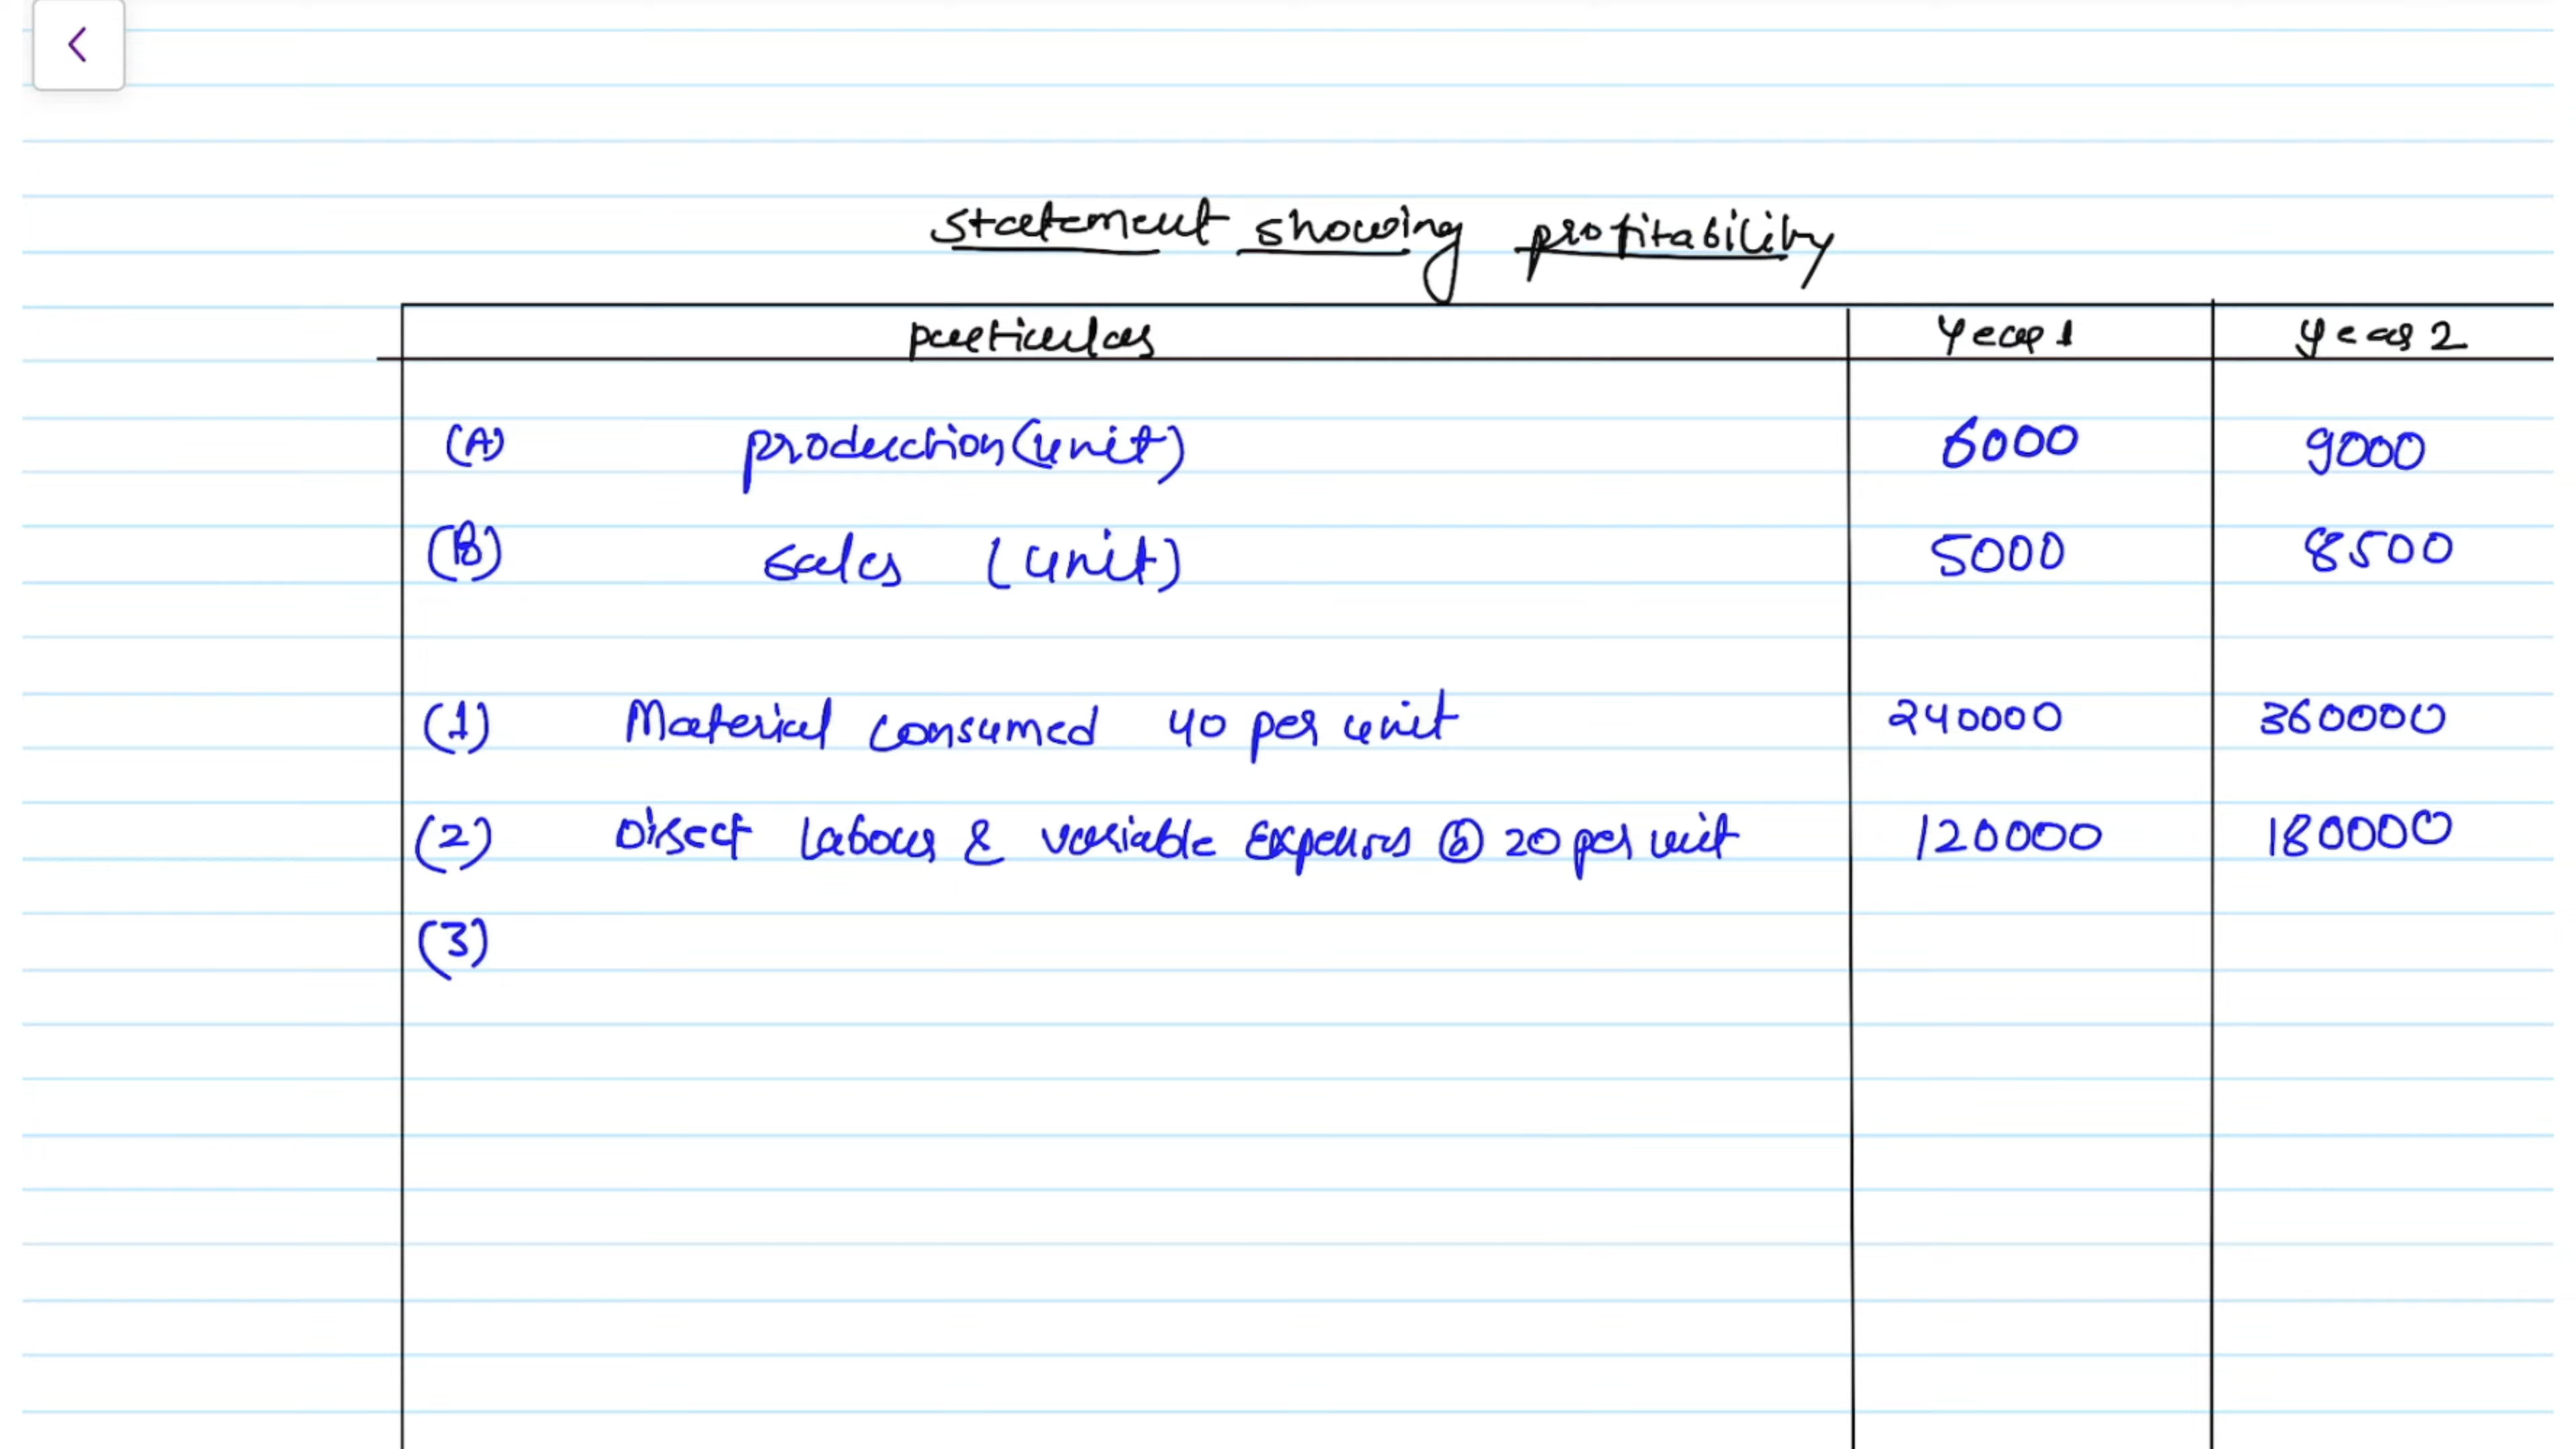 Statement showing profitability
particulars Year 1 Year 2
(A) production (unit) 6000 9000
(B) sales (unit) 5000 8500
(1) Material consumed 40 per unit 240000 360000
(2) Direct Labour & variable Expenses @ 20 per unit 120000 180000
(3)